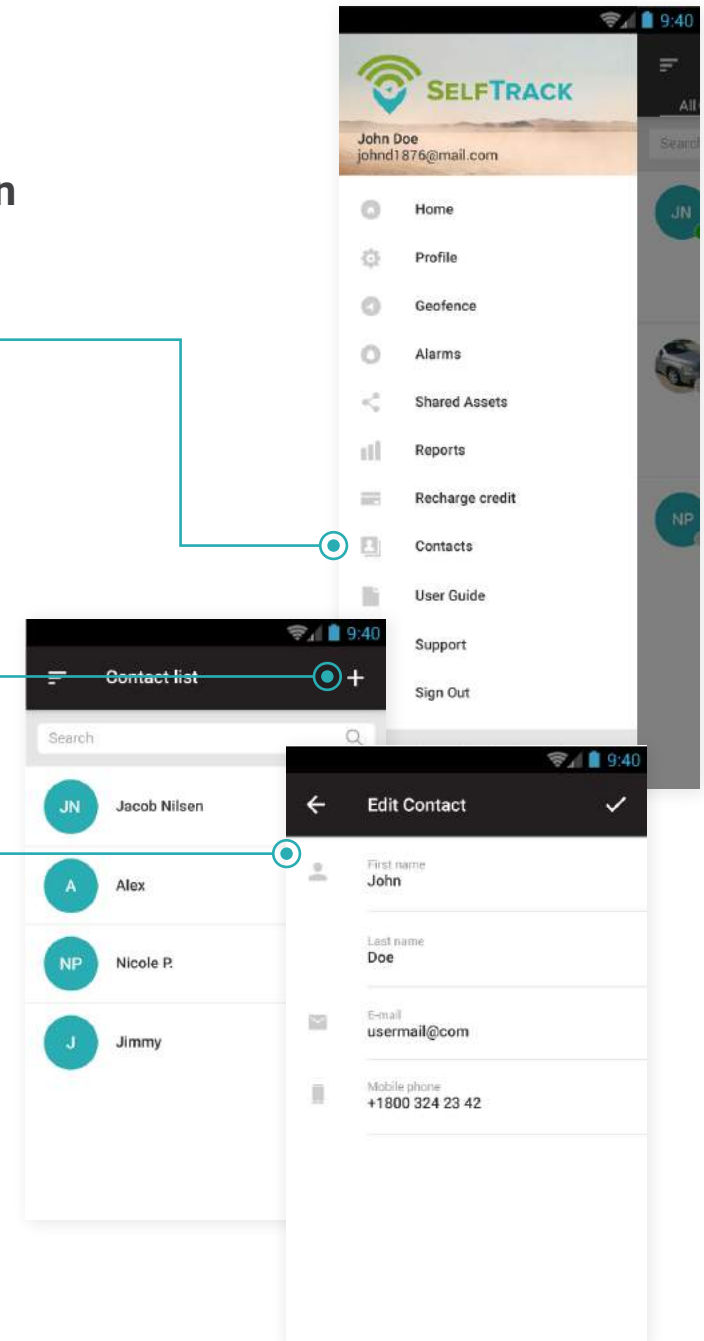 n
9:40
SELFTRACK
John Doe
johnd1876@mail.com
Home
Profile
Geofence
Alarms
Shared Assets
Reports
Recharge credit
Contacts
User Guide
Support
Sign Out
All
Search
JN
NP
9:40
Contact list
Search
JN Jacob Nilsen
A Alex
NP Nicole P.
J Jimmy
9:40
Edit Contact
First name
John
Last name
Doe
E-mail
usermail@com
Mobile phone
+1800 324 23 42